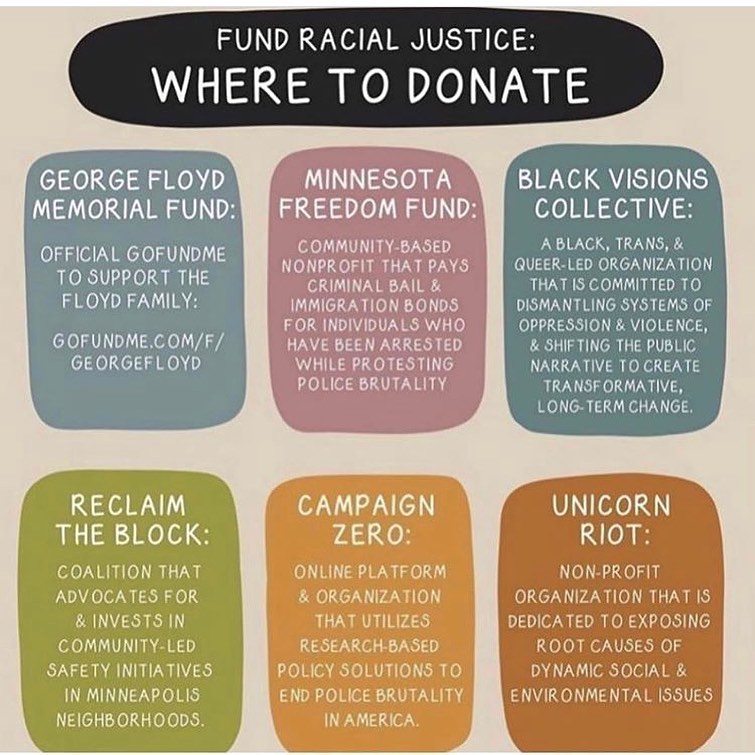 FUND RACIAL JUSTICE:
WHERE TO DONATE
GEORGE FLOYD
MEMORIAL FUND:
OFFICIAL GOFUNDME
TO SUPPORT THE
FLOYD FAMILY:
GOFUNDME.COM/F/
GEORGEFLOYD
MINNESOTA
FREEDOM FUND:
COMMUNITY-BASED
NONPROFIT THAT PAYS
CRIMINAL BAIL &
IMMIGRATION BONDS
FOR INDIVIDUALS WHO
HAVE BEEN ARRESTED
WHILE PROTESTING
POLICE BRUTALITY
BLACK VISIONS
COLLECTIVE:
A BLACK, TRANS, &
QUEER-LED ORGANIZATION
THAT IS COMMITTED TO
DISMANTLING SYSTEMS OF
OPPRESSION & VIOLENCE,
& SHIFTING THE PUBLIC
NARRATIVE TO CREATE
TRANSFORMATIVE,
LONG-TERM CHANGE.
RECLAIM
THE BLOCK:
COALITION THAT
ADVOCATES FOR
& INVESTS IN
COMMUNITY-LED
SAFETY INITIATIVES
IN MINNEAPOLIS
NEIGHBORHOODS.
CAMPAIGN
ZERO:
ONLINE PLATFORM
& ORGANIZATION
THAT UTILIZES
RESEARCH-BASED
POLICY SOLUTIONS TO
END POLICE BRUTALITY
IN AMERICA.
UNICORN
RIOT:
NON-PROFIT
ORGANIZATION THAT IS
DEDICATED TO EXPOSING
ROOT CAUSES OF
DYNAMIC SOCIAL &
ENVIRONMENTAL ISSUES